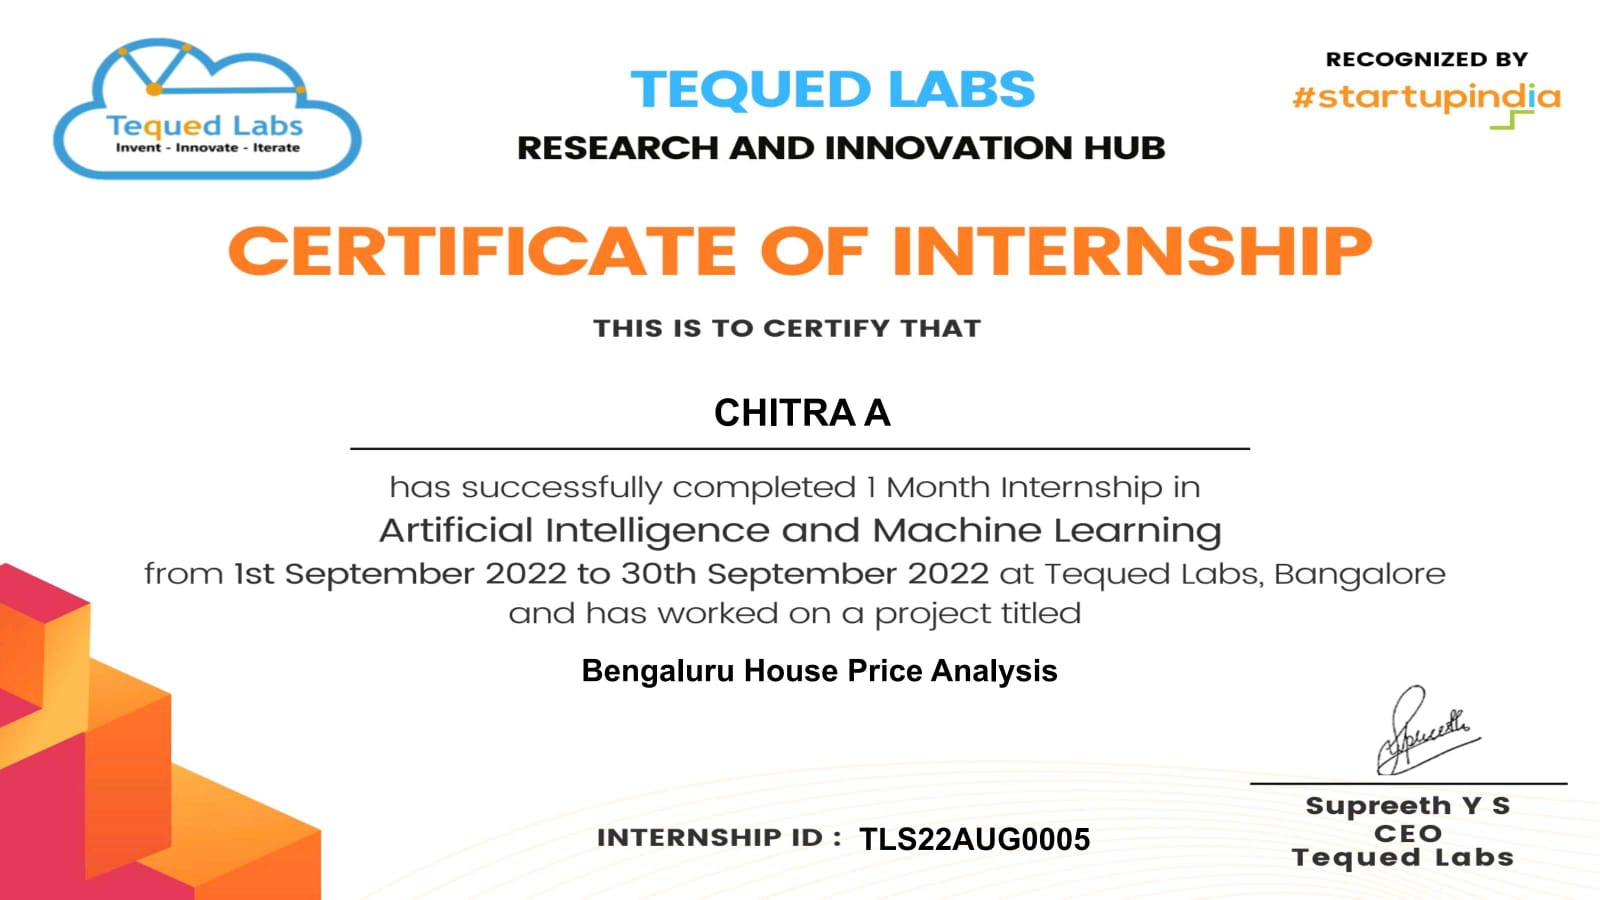 Tequed Labs
Invent - Innovate - Iterate
TEQUED LABS
RESEARCH AND INNOVATION HUB
RECOGNIZED BY
#startupindia
CERTIFICATE OF INTERNSHIP
THIS IS TO CERTIFY THAT
CHITRA A
has successfully completed 1 Month Internship in
Artificial Intelligence and Machine Learning
from 1st September 2022 to 30th September 2022 at Tequed Labs, Bangalore
and has worked on a project titled
Bengaluru House Price Analysis
INTERNSHIP ID : TLS22AUG0005
Supreeth Y S
CEO
Tequed Labs